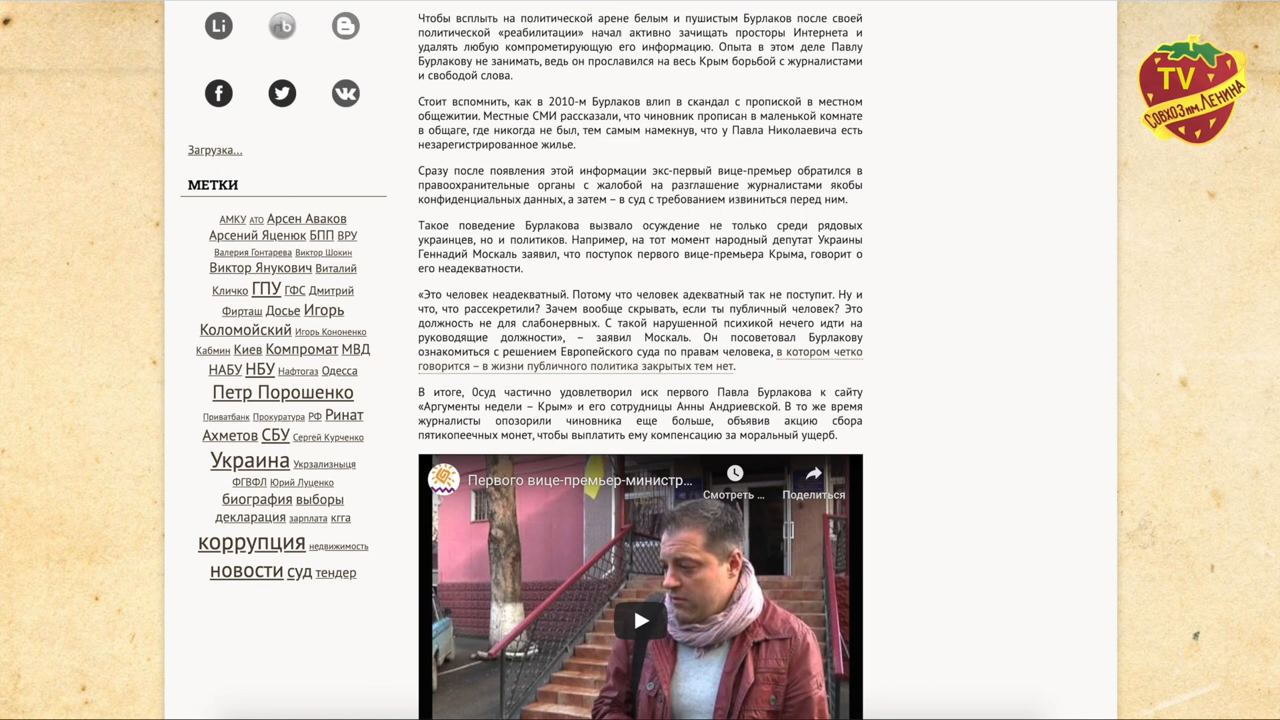 Загрузка...
МЕТКИ
АМКУ АТО Арсен Аваков
Арсений Яценюк БПП ВРУ
Валерия Гонтарева Виктор Шокин
Виктор Янукович Виталий
Кличко ГПУ ГФС Дмитрий
Фирташ Досье Игорь
Коломойский Игорь Кононенко
Кабмин Киев Компромат МВД
НАБУ НБУ Нафтогаз Одесса
Петр Порошенко
Приватбанк Прокуратура РФ Ринат
Ахметов СБУ Сергей Курченко
Украина Укрзализныця
ФГВФЛ Юрий Луценко
биография выборы
декларация зарплата кгга
коррупция недвижимость
новости суд тендер
Чтобы всплыть на политической арене белым и пушистым Бурлаков после своей
политической «реабилитации» начал активно зачищать просторы Интернета и
удалять любую компрометирующую его информацию. Опыта в этом деле Павлу
Бурлакову не занимать, ведь он прославился на весь Крым борьбой с журналистами
и свободой слова.
Стоит вспомнить, как в 2010-м Бурлаков влип в скандал с пропиской в местном
общежитии. Местные СМИ рассказали, что чиновник прописан в маленькой комнате
в общаге, где никогда не был, тем самым намекнув, что у Павла Николаевича есть
незарегистрированное жилье.
Сразу после появления этой информации экс-первый вице-премьер обратился в
правоохранительные органы с жалобой на разглашение журналистами якобы
конфиденциальных данных, а затем – в суд с требованием извиниться перед ним.
Такое поведение Бурлакова вызвало осуждение не только среди рядовых
украинцев, но и политиков. Например, на тот момент народный депутат Украины
Геннадий Москаль заявил, что поступок первого вице-премьера Крыма, говорит о
его неадекватности.
«Это человек неадекватный. Потому что человек адекватный так не поступит. Ну и
что, что рассекретили? Зачем вообще скрывать, если ты публичный человек? Это
должность не для слабонервных. С такой нарушенной психикой нечего идти на
руководящие должности», – заявил Москаль. Он посоветовал Бурлакову
ознакомиться с решением Европейского суда по правам человека, в котором четко
говорится – в жизни публичного политика закрытых тем нет.
В итоге, 0суд частично удовлетворил иск первого Павла Бурлакова к сайту
«Аргументы недели – Крым» и его сотрудницы Анны Андриевской. В то же время
журналисты опозорили чиновника еще больше, объявив акцию сбора
пятикопеечных монет, чтобы выплатить ему компенсацию за моральный ущерб.
Первого вице-премьер-министр...
Смотреть ...
Поделиться
TV
СОВХОЗ им. ЛЕНИНА